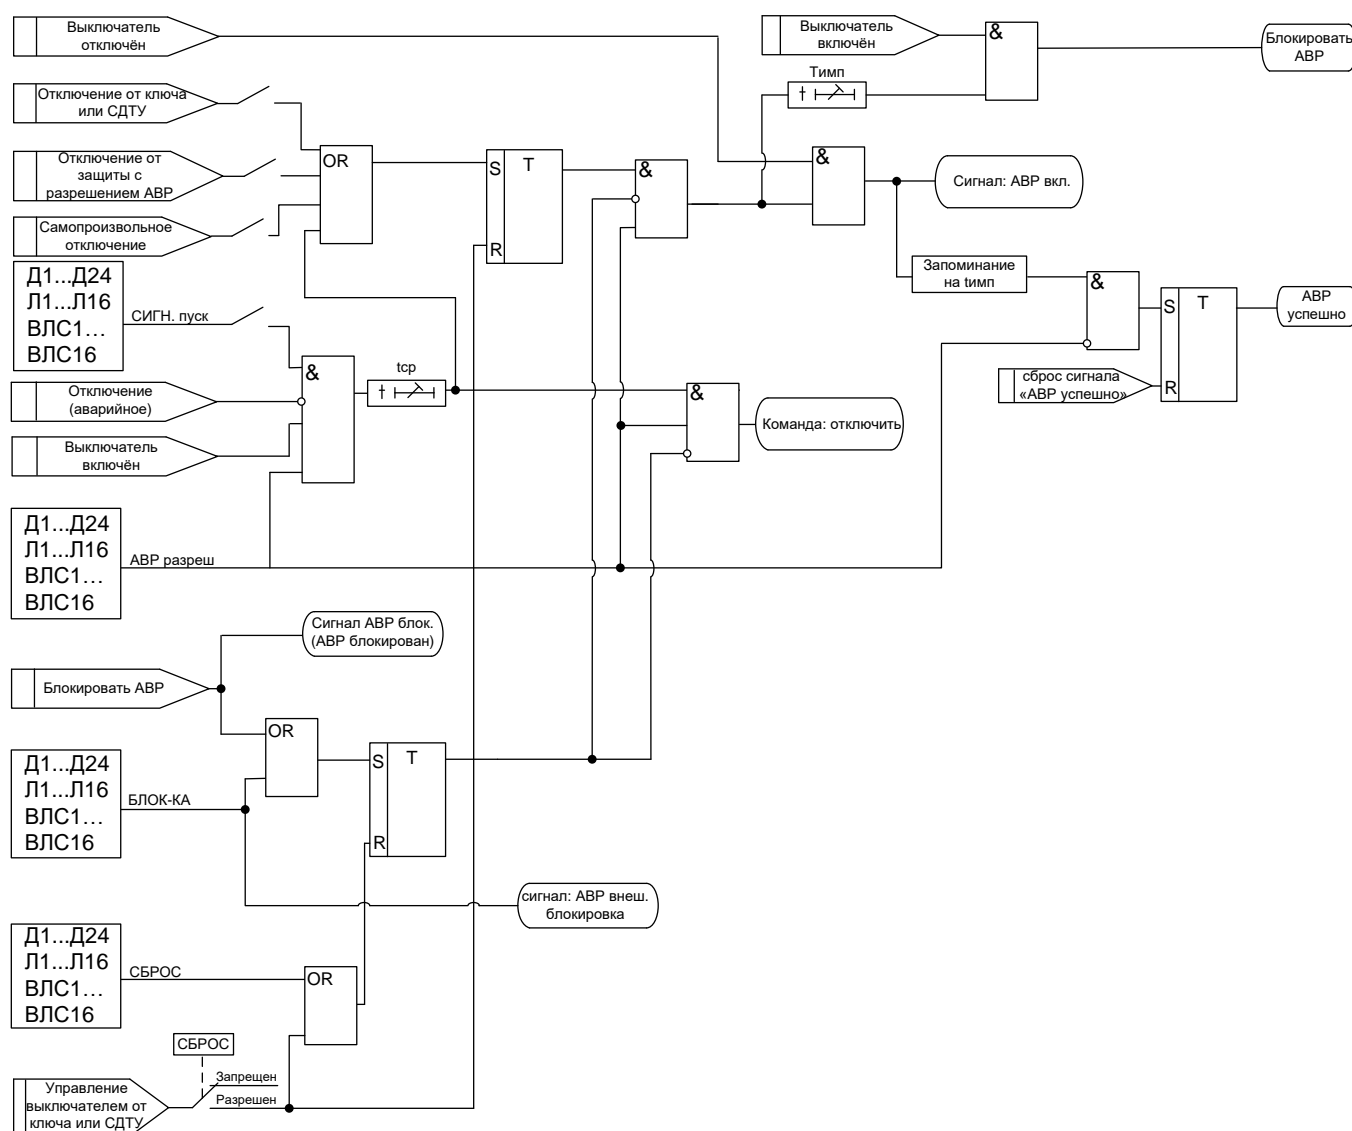 Выключатель
отключён
Выключатель
включён
&
Блокировать
АВР
Тимп
Отключение от ключа
или СДТУ
Отключение от
защиты с
разрешением АВР
OR
S
T
R
&
&
Сигнал: АВР вкл.
Самопроизвольное
отключение
Д1...Д24
Л1...Л16
ВЛС1...
ВЛС16
СИГН. пуск
Запоминание
на tимп
&
S
T
R
АВР
успешно
сброс сигнала
«АВР успешно»
&
tср
Отключение
(аварийное)
Выключатель
включён
&
Команда: отключить
Д1...Д24
Л1...Л16
ВЛС1...
ВЛС16
АВР разреш
Сигнал АВР блок.
(АВР блокирован)
Блокировать АВР
OR
S
T
R
Д1...Д24
Л1...Л16
ВЛС1...
ВЛС16
БЛОК-КА
сигнал: АВР внеш.
блокировка
Д1...Д24
Л1...Л16
ВЛС1...
ВЛС16
СБРОС
OR
СБРОС
Запрещен
Разрешен
Управление
выключателем от
ключа или СДТУ